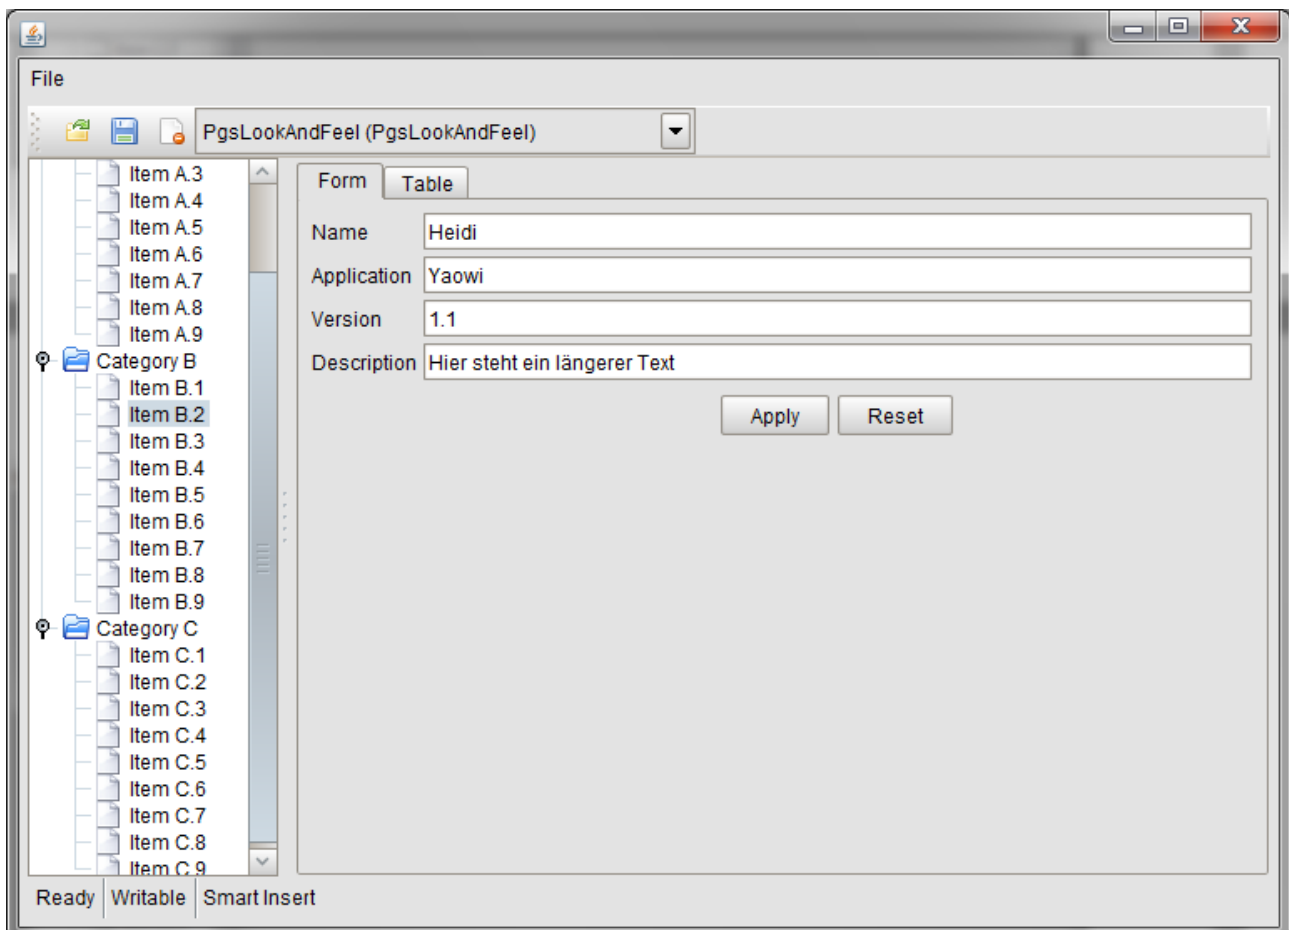 File
PgsLookAndFeel (PgsLookAndFeel)
Item A.3
Item A.4
Item A.5
Item A.6
Item A.7
Item A.8
Item A.9
Category B
Item B.1
Item B.2
Item B.3
Item B.4
Item B.5
Item B.6
Item B.7
Item B.8
Item B.9
Category C
Item C.1
Item C.2
Item C.3
Item C.4
Item C.5
Item C.6
Item C.7
Item C.8
Item C.9
Form Table
Name Heidi
Application Yaowi
Version 1.1
Description Hier steht ein längerer Text
Apply Reset
Ready Writable Smart Insert